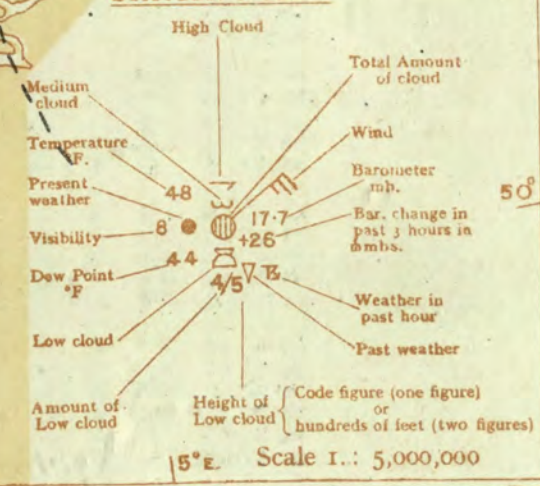 High Cloud
Total Amount
of cloud
Medium
cloud
Wind
Temperature
°F.
48
Barometer
mb.
Present
weather
17·7
50°
Bar. change in
past 3 hours in
mmbs.
Visibility
8
+26
Dew Point
°F
44
4/5
Weather in
past hour
Low cloud
Past weather
Amount of
Low cloud
Height of
Low cloud
Code figure (one figure)
or
hundreds of feet (two figures)
5°E.
Scale 1.: 5,000,000